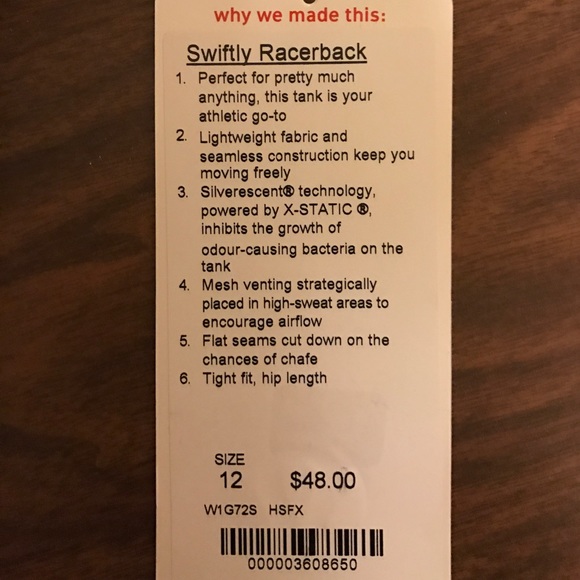 why we made this:
Swiftly Racerback
1. Perfect for pretty much
anything, this tank is your
athletic go-to
2. Lightweight fabric and
seamless construction keep you
moving freely
3. Silverescent® technology,
powered by X-STATIC ®,
inhibits the growth of
odour-causing bacteria on the
tank
4. Mesh venting strategically
placed in high-sweat areas to
encourage airflow
5. Flat seams cut down on the
chances of chafe
6. Tight fit, hip length
SIZE
12 $48.00
W1G72S HSFX
000003608650